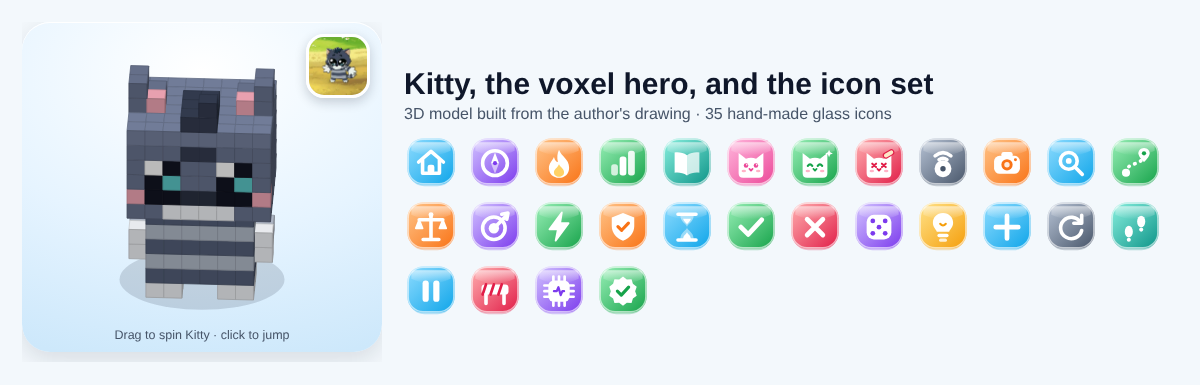 Kitty, the voxel hero, and the icon set
3D model built from the author's drawing · 35 hand-made glass icons
Drag to spin Kitty · click to jump